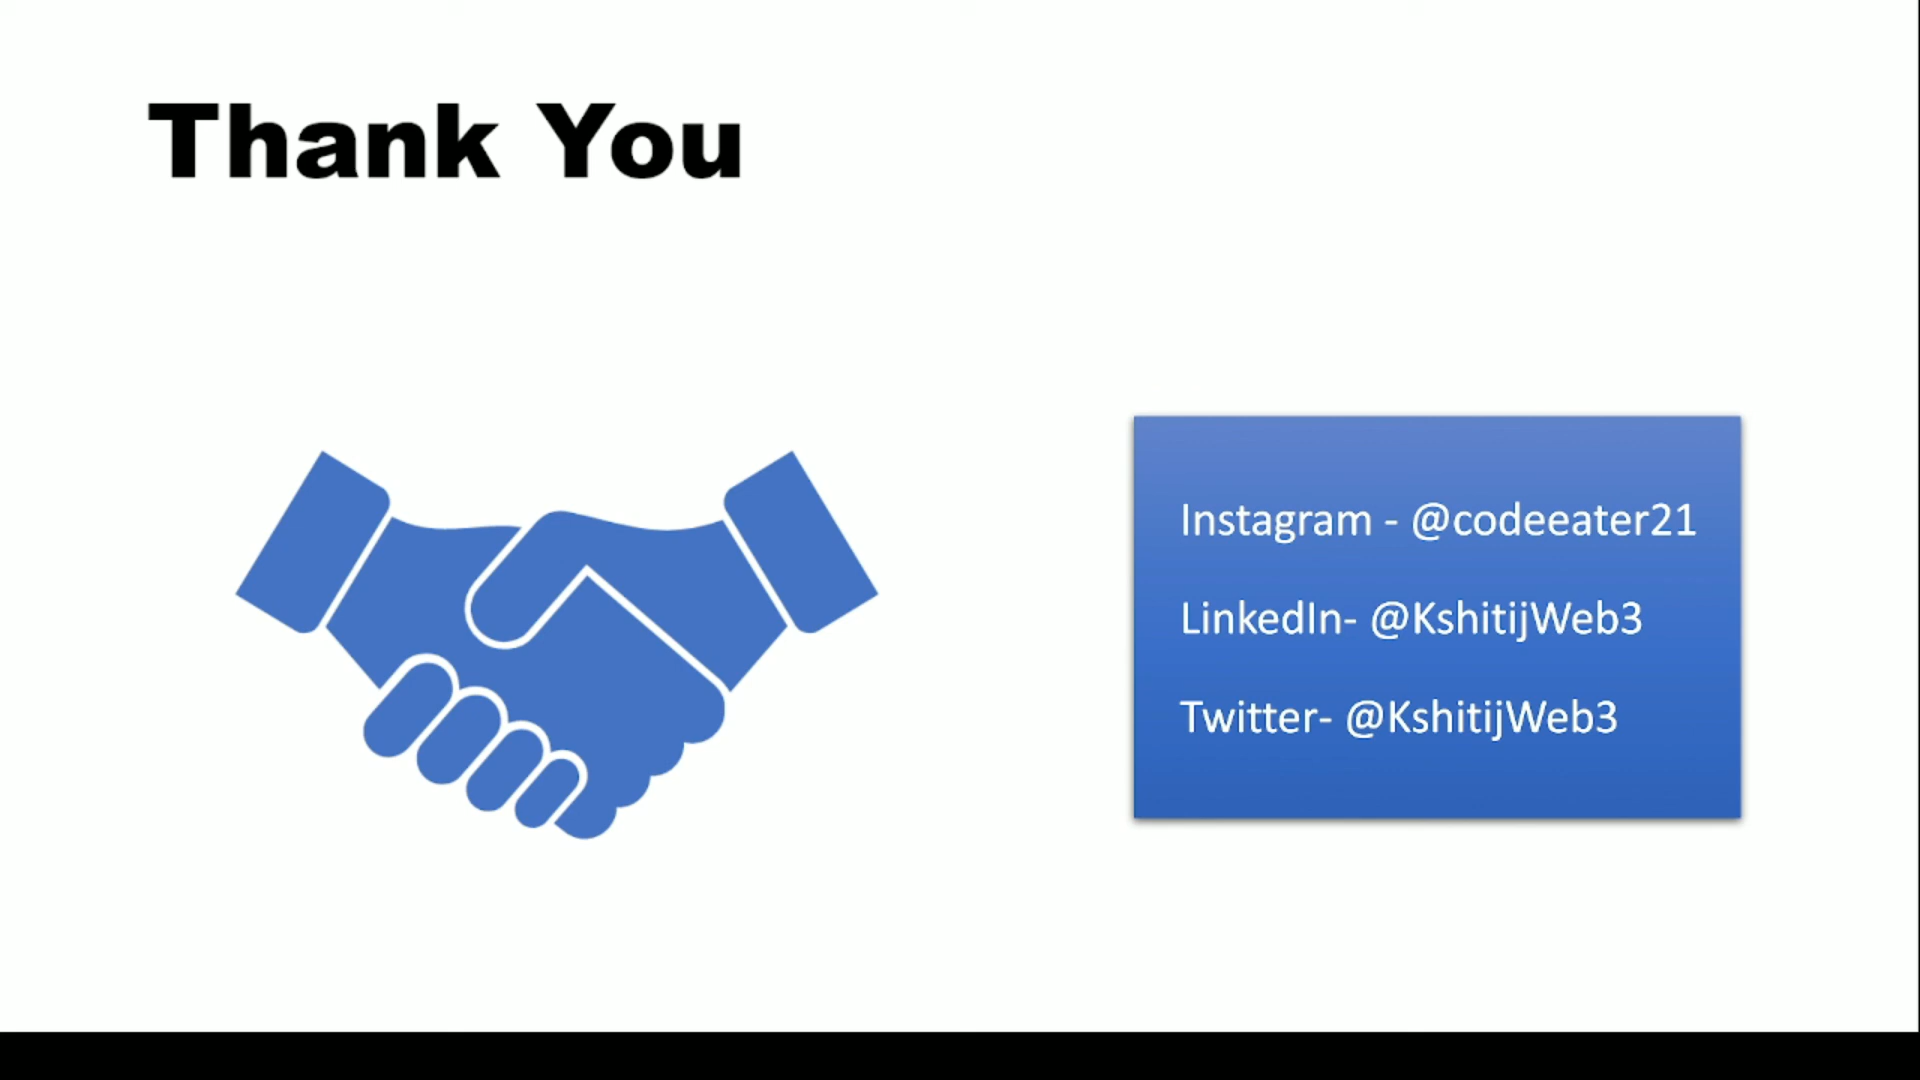 Thank You
Instagram - @codeeater21
LinkedIn- @KshitijWeb3
Twitter- @KshitijWeb3